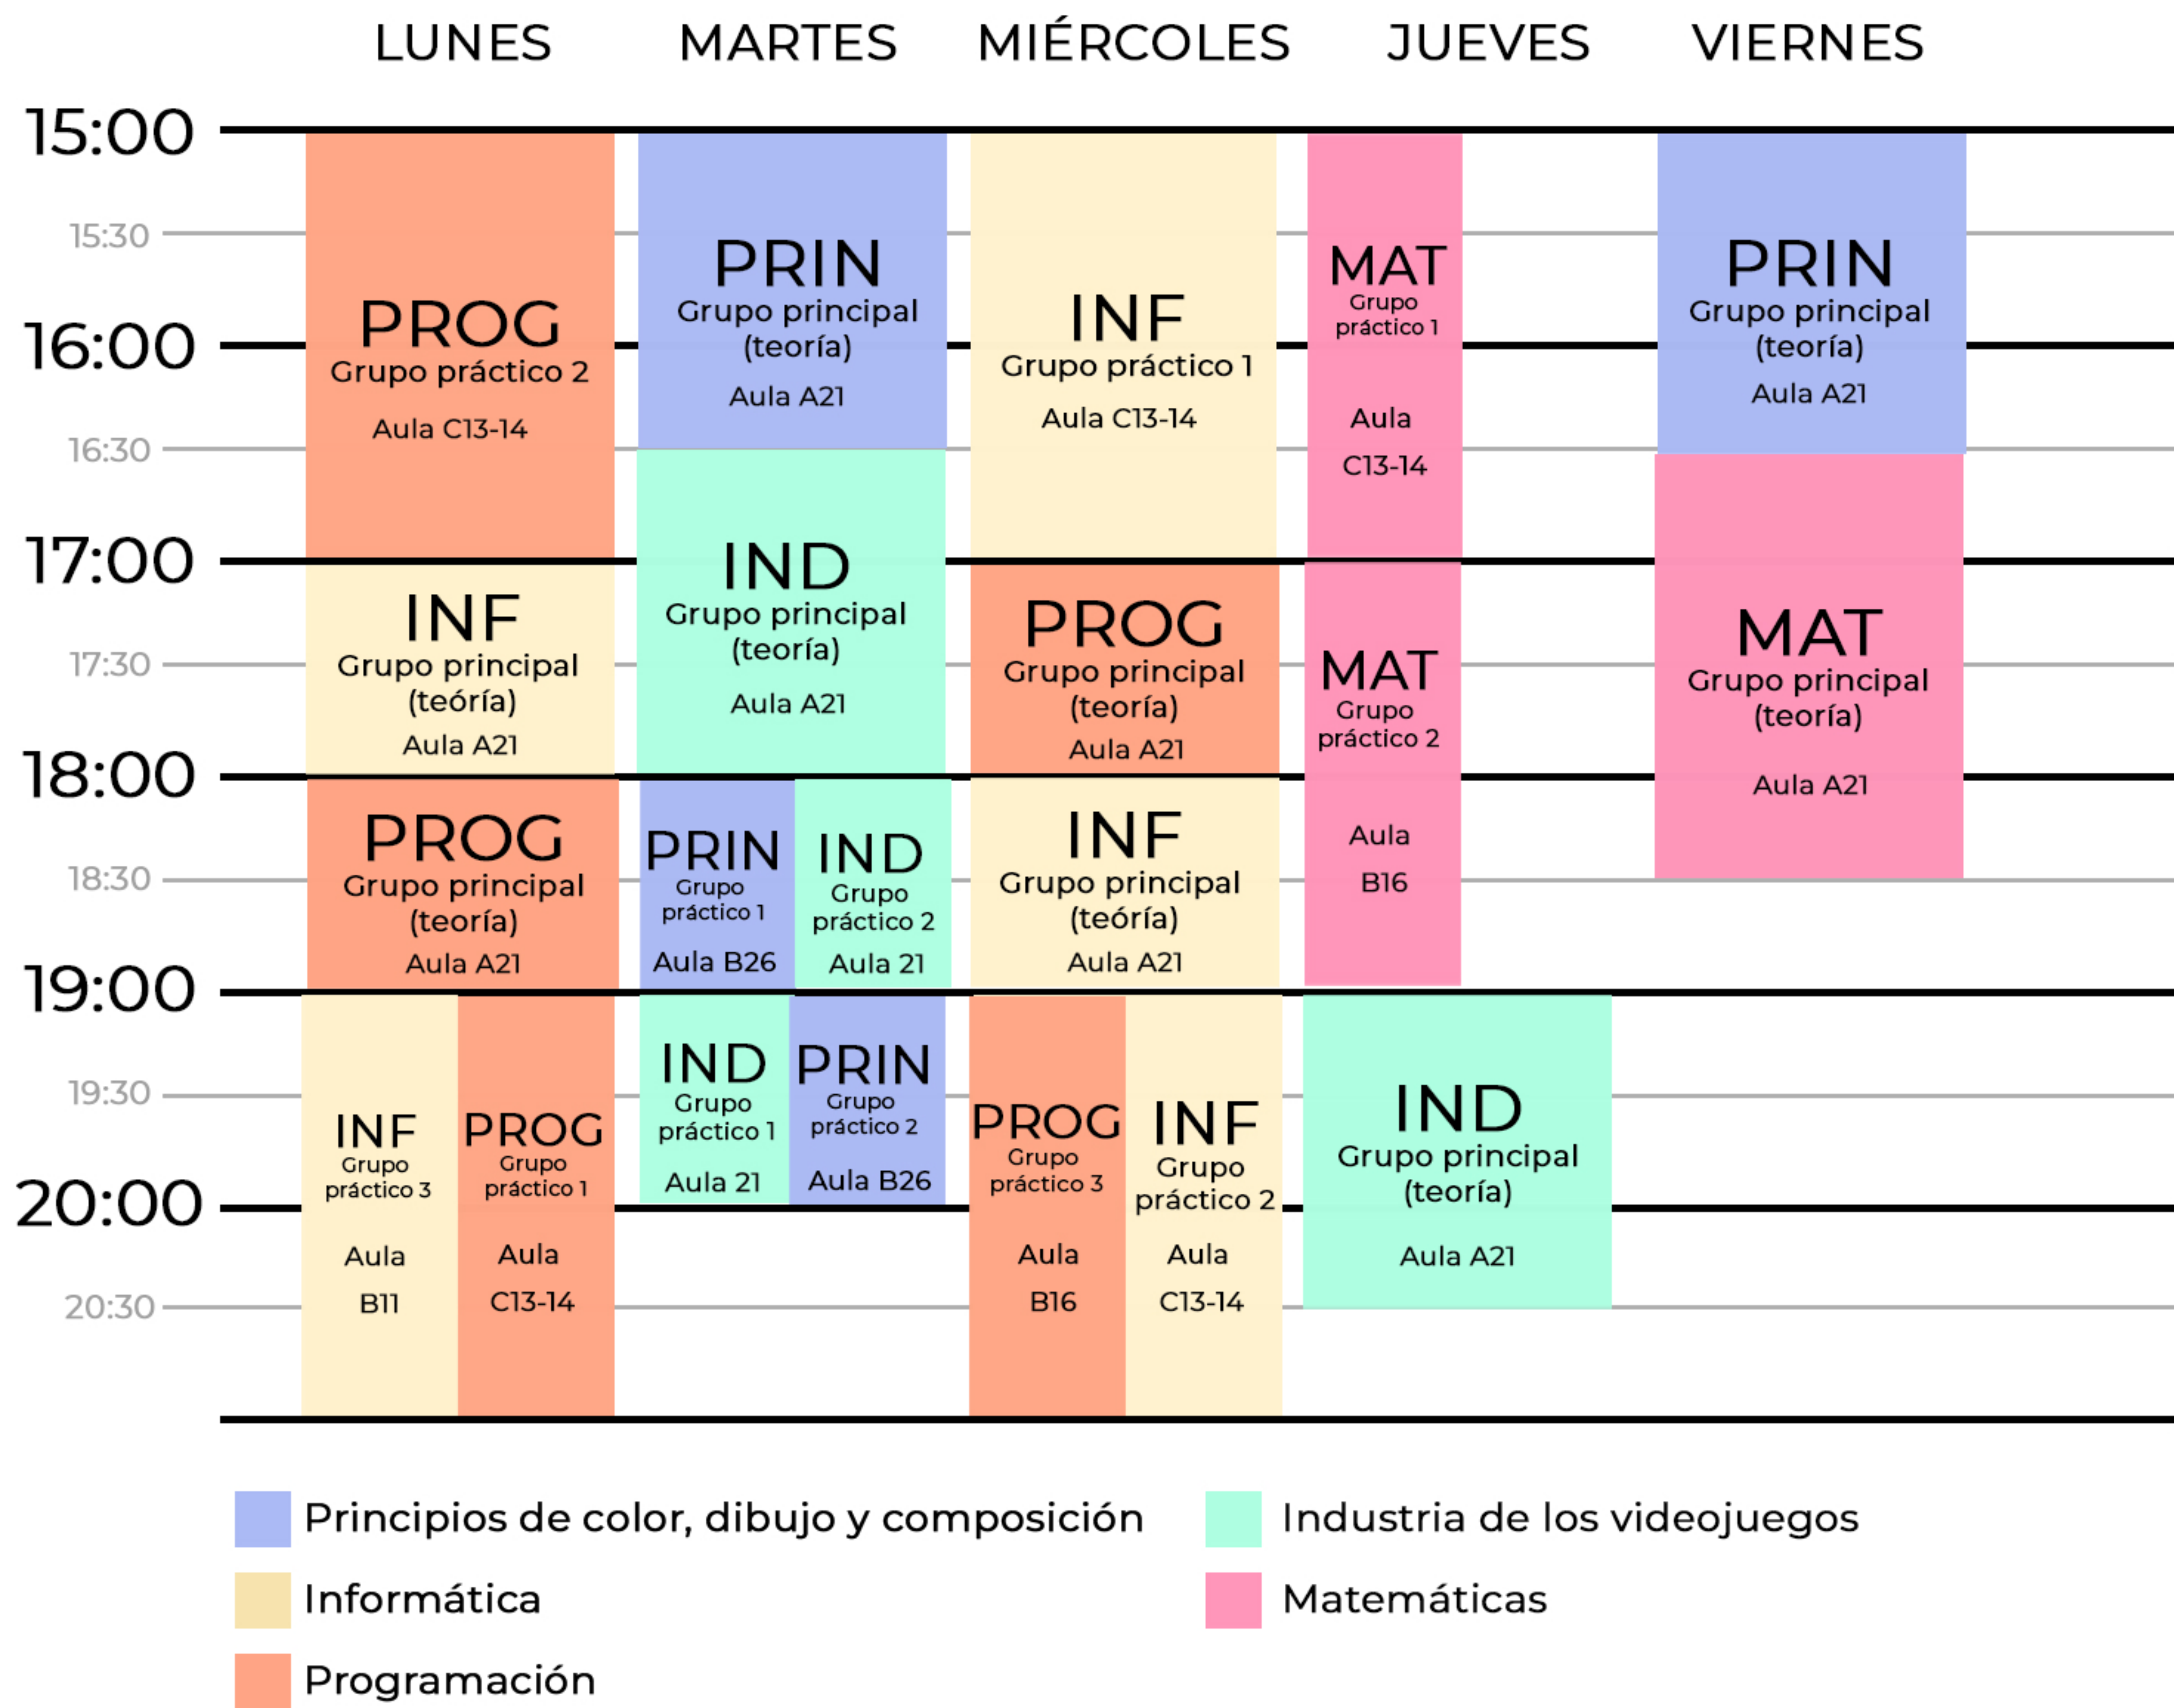 LUNES MARTES MIÉRCOLES JUEVES VIERNES
15:00
15:30
16:00
16:30
17:00
17:30
18:00
18:30
19:00
19:30
20:00
20:30
PROG
Grupo práctico 2
Aula C13-14
INF
Grupo principal
(teóría)
Aula A21
PROG
Grupo principal
(teoría)
Aula A21
INF
Grupo
práctico 3
Aula
B11
PROG
Grupo
práctico 1
Aula
C13-14
PRIN
Grupo principal
(teoría)
Aula A21
IND
Grupo principal
(teoría)
Aula A21
PRIN
Grupo
práctico 1
Aula B26
IND
Grupo
práctico 2
Aula 21
IND
Grupo
práctico 1
Aula 21
PRIN
Grupo
práctico 2
Aula B26
INF
Grupo práctico 1
Aula C13-14
PROG
Grupo principal
(teoría)
Aula A21
INF
Grupo principal
(teóría)
Aula A21
PROG
Grupo
práctico 3
Aula
B16
INF
Grupo
práctico 2
Aula
C13-14
MAT
Grupo
práctico 1
Aula
C13-14
MAT
Grupo
práctico 2
Aula
B16
IND
Grupo principal
(teoría)
Aula A21
PRIN
Grupo principal
(teoría)
Aula A21
MAT
Grupo principal
(teoría)
Aula A21
Principios de color, dibujo y composición
Informática
Programación
Industria de los videojuegos
Matemáticas